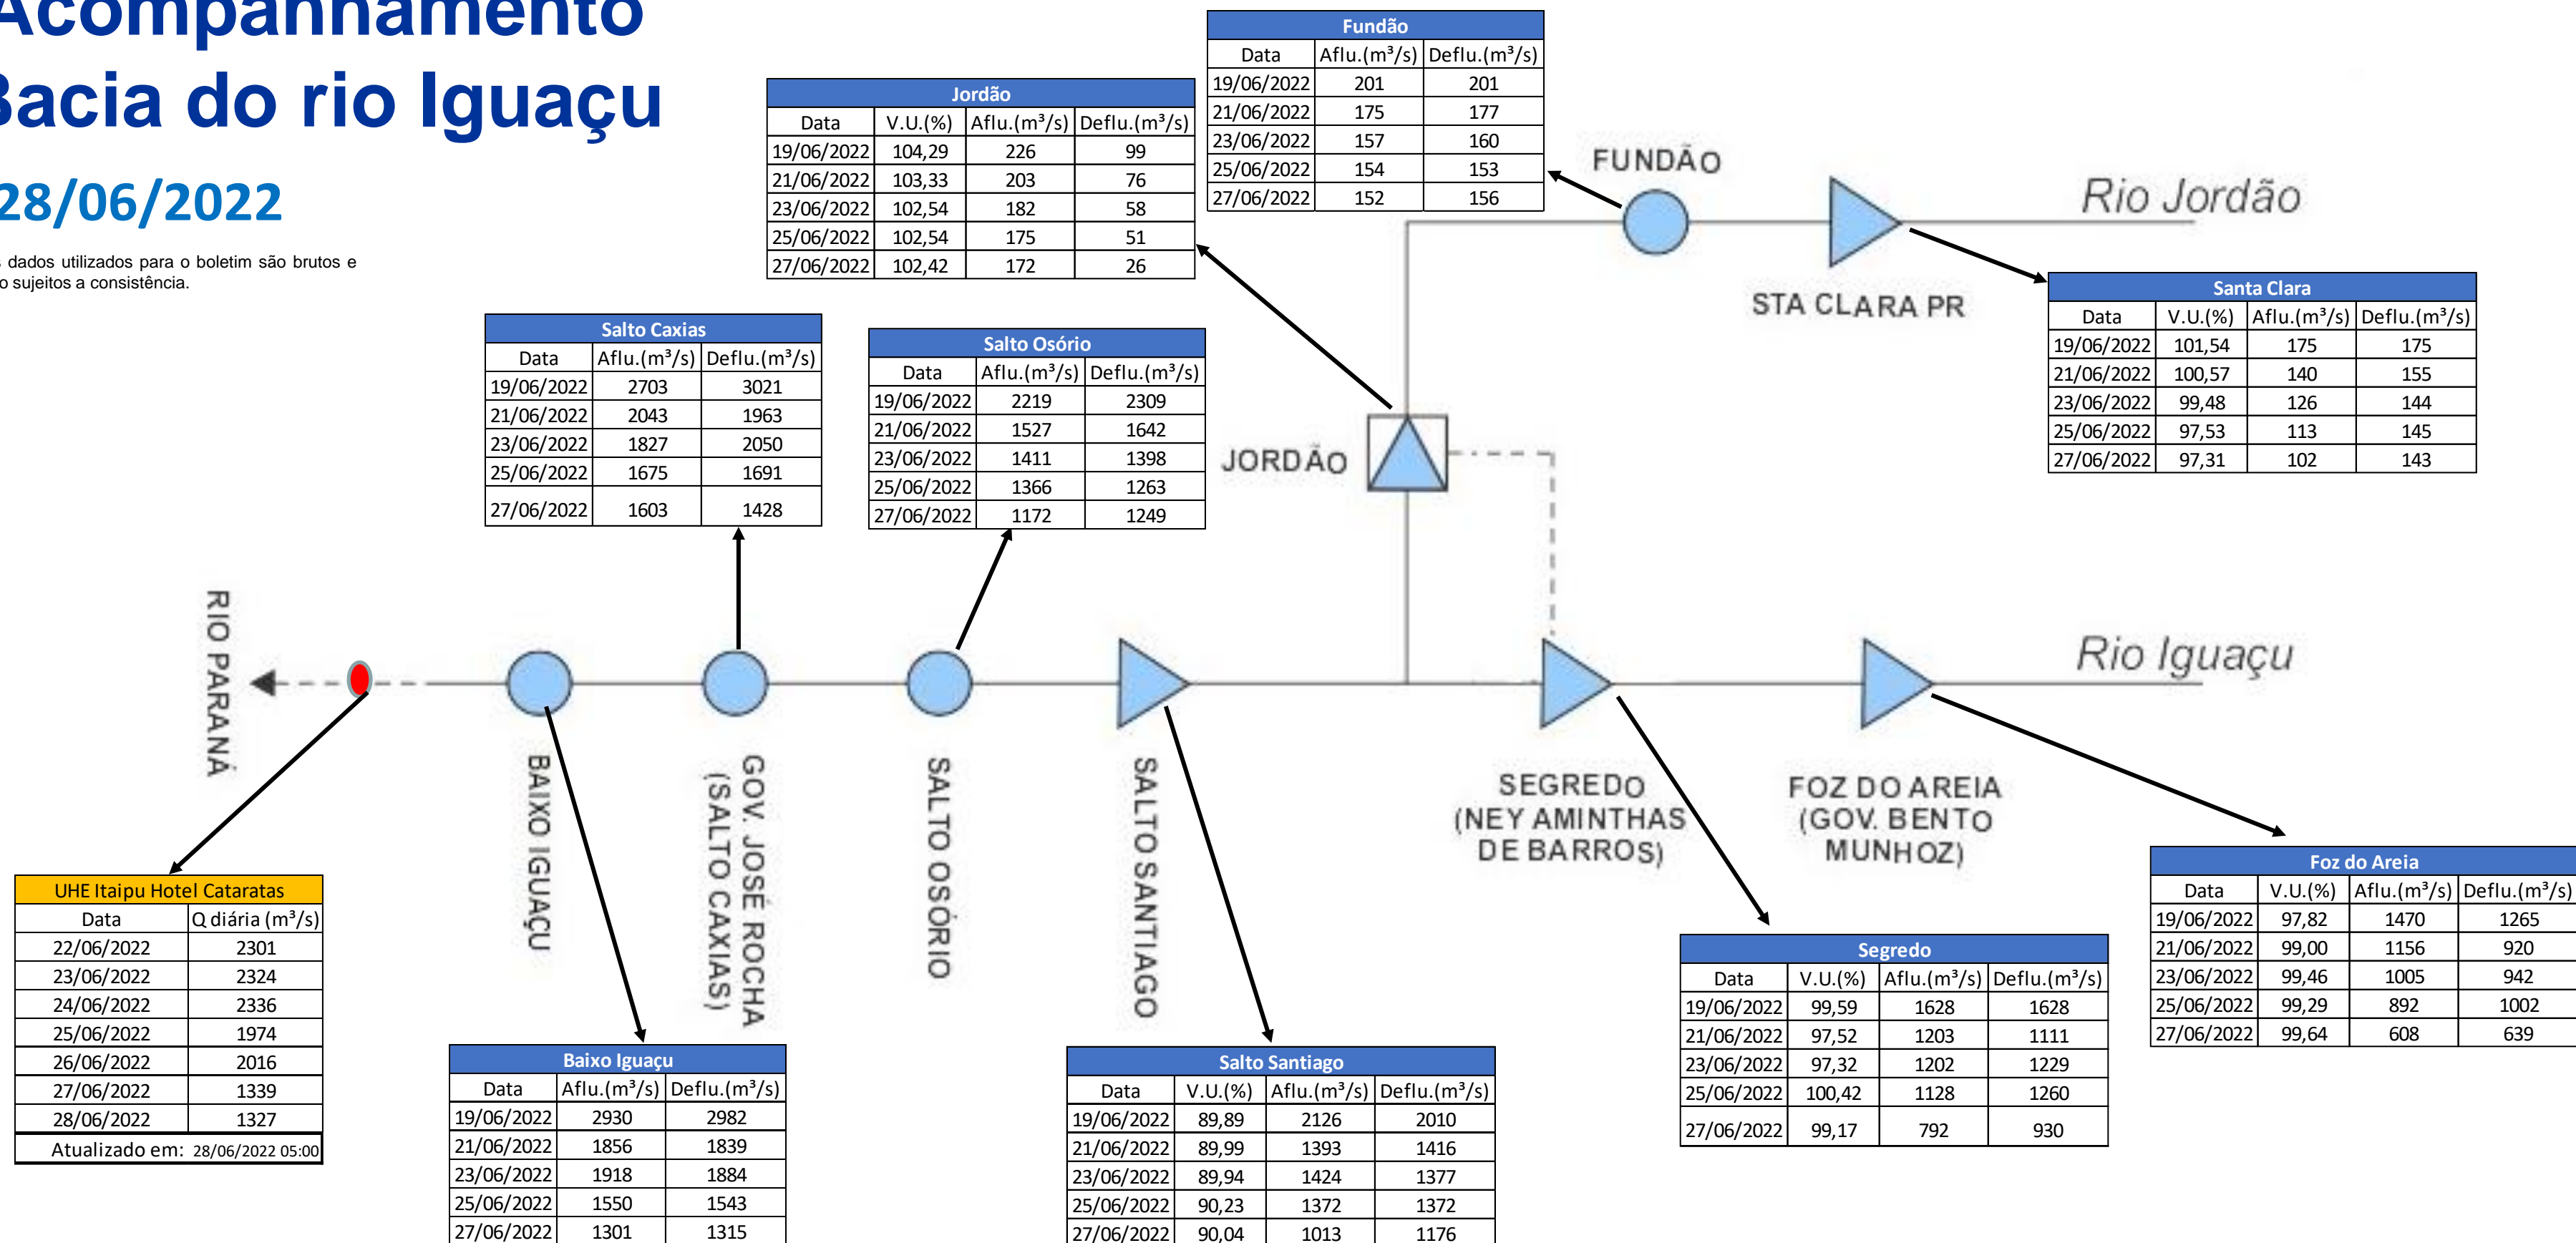 Acompanhamento
Bacia do rio Iguaçu
28/06/2022
s dados utilizados para o boletim são brutos e
o sujeitos a consistência.
Fundão
Data Aflu.(m³/s) Deflu.(m³/s)
19/06/2022 201 201
21/06/2022 175 177
23/06/2022 157 160
25/06/2022 154 153
27/06/2022 152 156
Jordão
Data V.U.(%) Aflu.(m³/s) Deflu.(m³/s)
19/06/2022 104,29 226 99
21/06/2022 103,33 203 76
23/06/2022 102,54 182 58
25/06/2022 102,54 175 51
27/06/2022 102,42 172 26
FUNDÃO
Rio Jordão
STA CLARA PR
Santa Clara
Data V.U.(%) Aflu.(m³/s) Deflu.(m³/s)
19/06/2022 101,54 175 175
21/06/2022 100,57 140 155
23/06/2022 99,48 126 144
25/06/2022 97,53 113 145
27/06/2022 97,31 102 143
Salto Caxias
Data Aflu.(m³/s) Deflu.(m³/s)
19/06/2022 2703 3021
21/06/2022 2043 1963
23/06/2022 1827 2050
25/06/2022 1675 1691
27/06/2022 1603 1428
Salto Osório
Data Aflu.(m³/s) Deflu.(m³/s)
19/06/2022 2219 2309
21/06/2022 1527 1642
23/06/2022 1411 1398
25/06/2022 1366 1263
27/06/2022 1172 1249
JORDÃO
RIO PARANÁ
Rio Iguaçu
BAIXO IGUAÇU
GOV. JOSÉ ROCHA
(SALTO CAXIAS)
SALTO OSÓRIO
SALTO SANTIAGO
SEGREDO
(NEY AMINTHAS
DE BARROS)
FOZ DO AREIA
(GOV. BENTO
MUNHOZ)
UHE Itaipu Hotel Cataratas
Data Q diária (m³/s)
22/06/2022 2301
23/06/2022 2324
24/06/2022 2336
25/06/2022 1974
26/06/2022 2016
27/06/2022 1339
28/06/2022 1327
Atualizado em: 28/06/2022 05:00
Baixo Iguaçu
Data Aflu.(m³/s) Deflu.(m³/s)
19/06/2022 2930 2982
21/06/2022 1856 1839
23/06/2022 1918 1884
25/06/2022 1550 1543
27/06/2022 1301 1315
Salto Santiago
Data V.U.(%) Aflu.(m³/s) Deflu.(m³/s)
19/06/2022 89,89 2126 2010
21/06/2022 89,99 1393 1416
23/06/2022 89,94 1424 1377
25/06/2022 90,23 1372 1372
27/06/2022 90,04 1013 1176
Segredo
Data V.U.(%) Aflu.(m³/s) Deflu.(m³/s)
19/06/2022 99,59 1628 1628
21/06/2022 97,52 1203 1111
23/06/2022 97,32 1202 1229
25/06/2022 100,42 1128 1260
27/06/2022 99,17 792 930
Foz do Areia
Data V.U.(%) Aflu.(m³/s) Deflu.(m³/s)
19/06/2022 97,82 1470 1265
21/06/2022 99,00 1156 920
23/06/2022 99,46 1005 942
25/06/2022 99,29 892 1002
27/06/2022 99,64 608 639